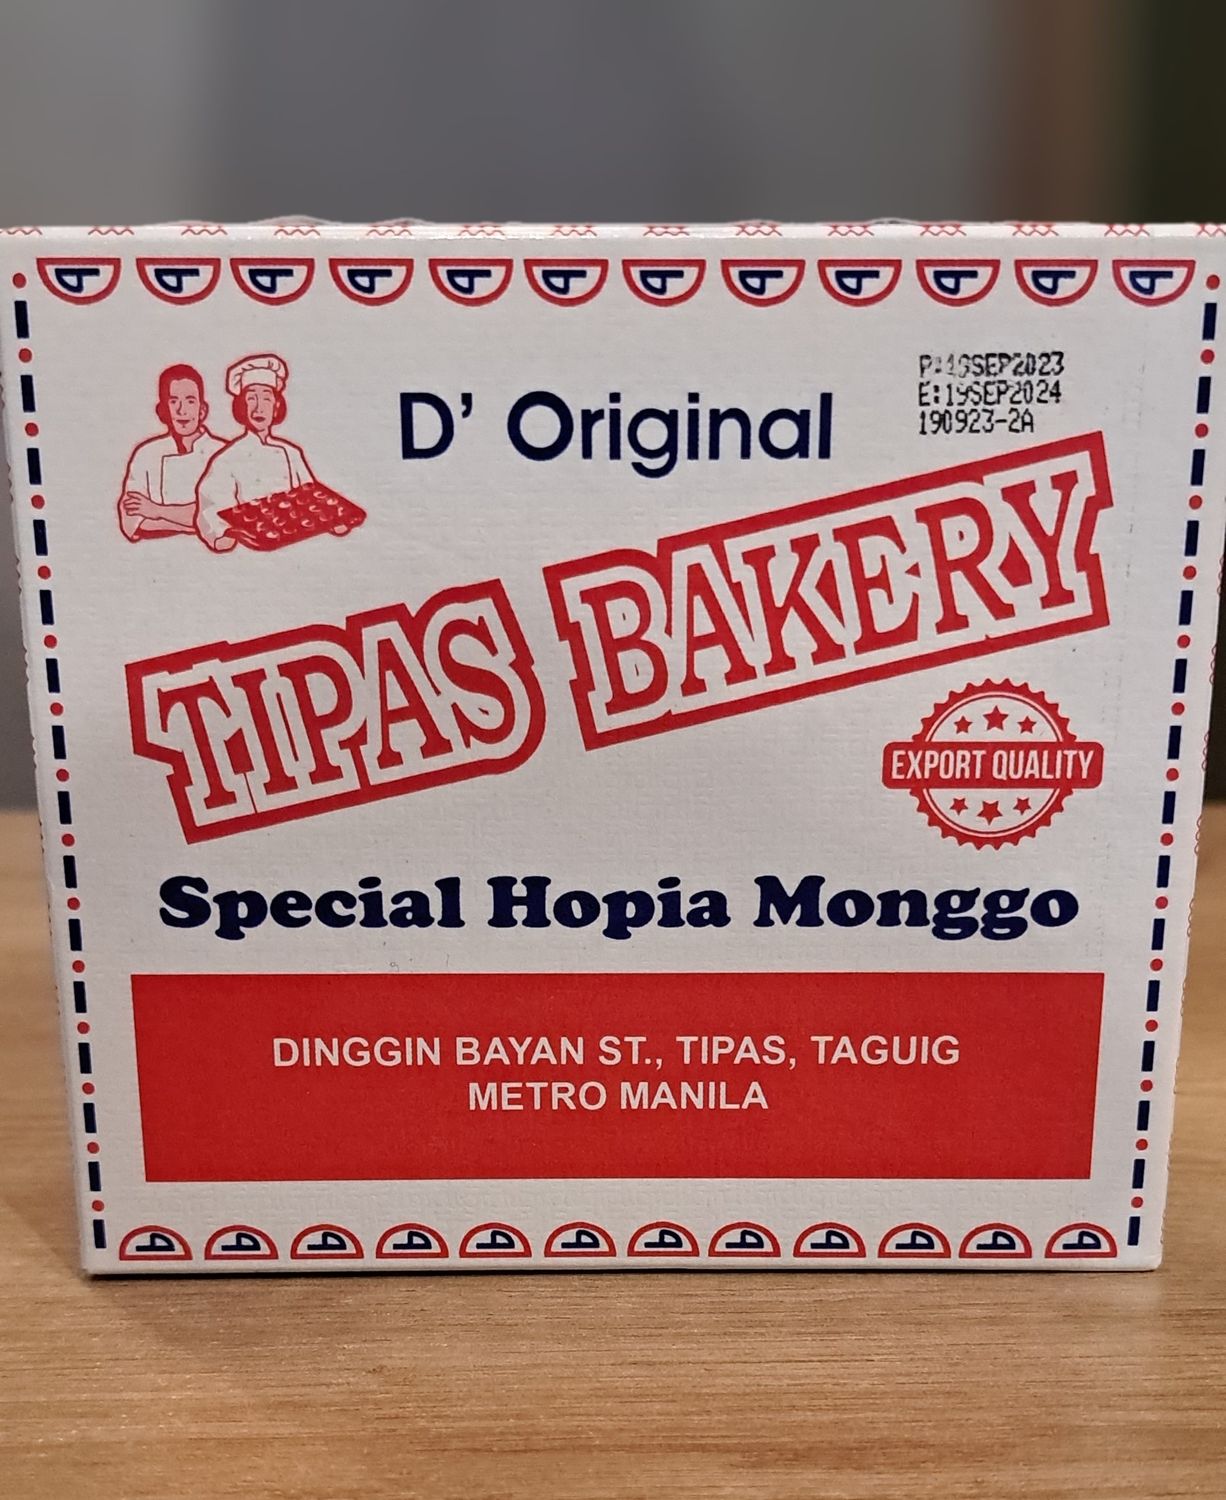 D' Original
P:19SEP2023
E:19SEP2024
190923-2A
TIPAS BAKERY
EXPORT QUALITY
Special Hopia Monggo
DINGGIN BAYAN ST., TIPAS, TAGUIG
METRO MANILA